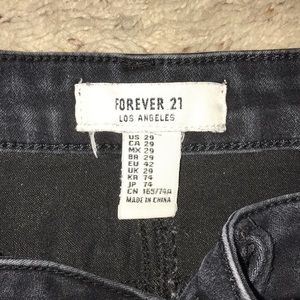 FOREVER 21
LOS ANGELES
US 29
CA 29
MX 29
BR 29
EU 42
UK 29
KR 74
JP 74
CN 165/74A
MADE IN CHINA